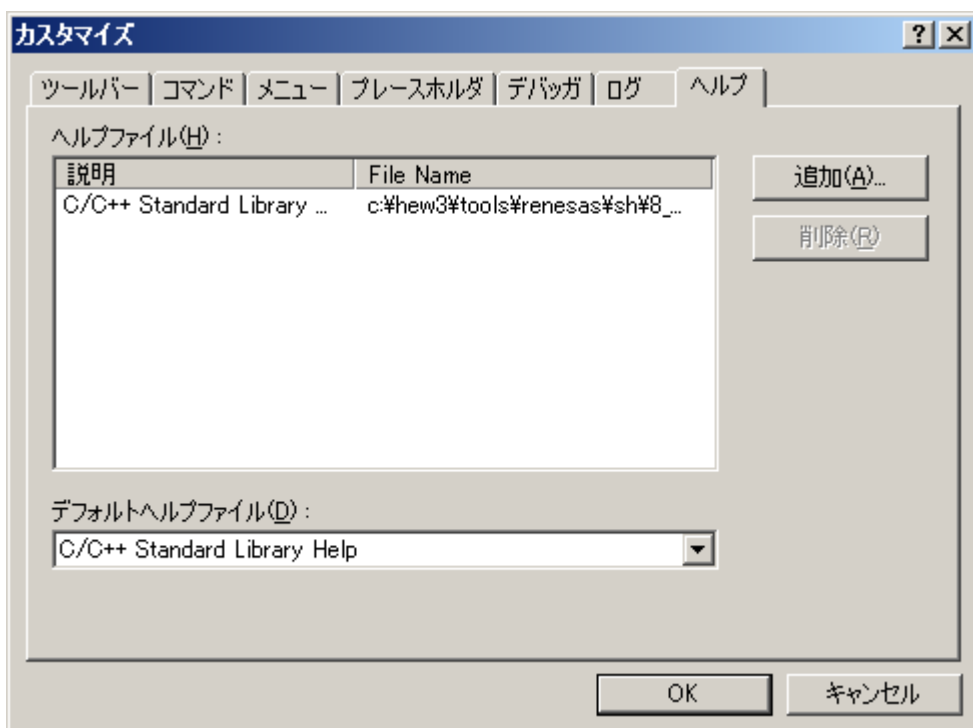 カスタマイズ
ツールバー コマンド メニュー プレースホルダ デバッガ ログ ヘルプ
ヘルプファイル(H) :
説明 File Name
C/C++ Standard Library ... c:¥hew3¥tools¥renesas¥sh¥8_...
追加(A)...
削除(R)
デフォルトヘルプファイル(D) :
C/C++ Standard Library Help
OK キャンセル